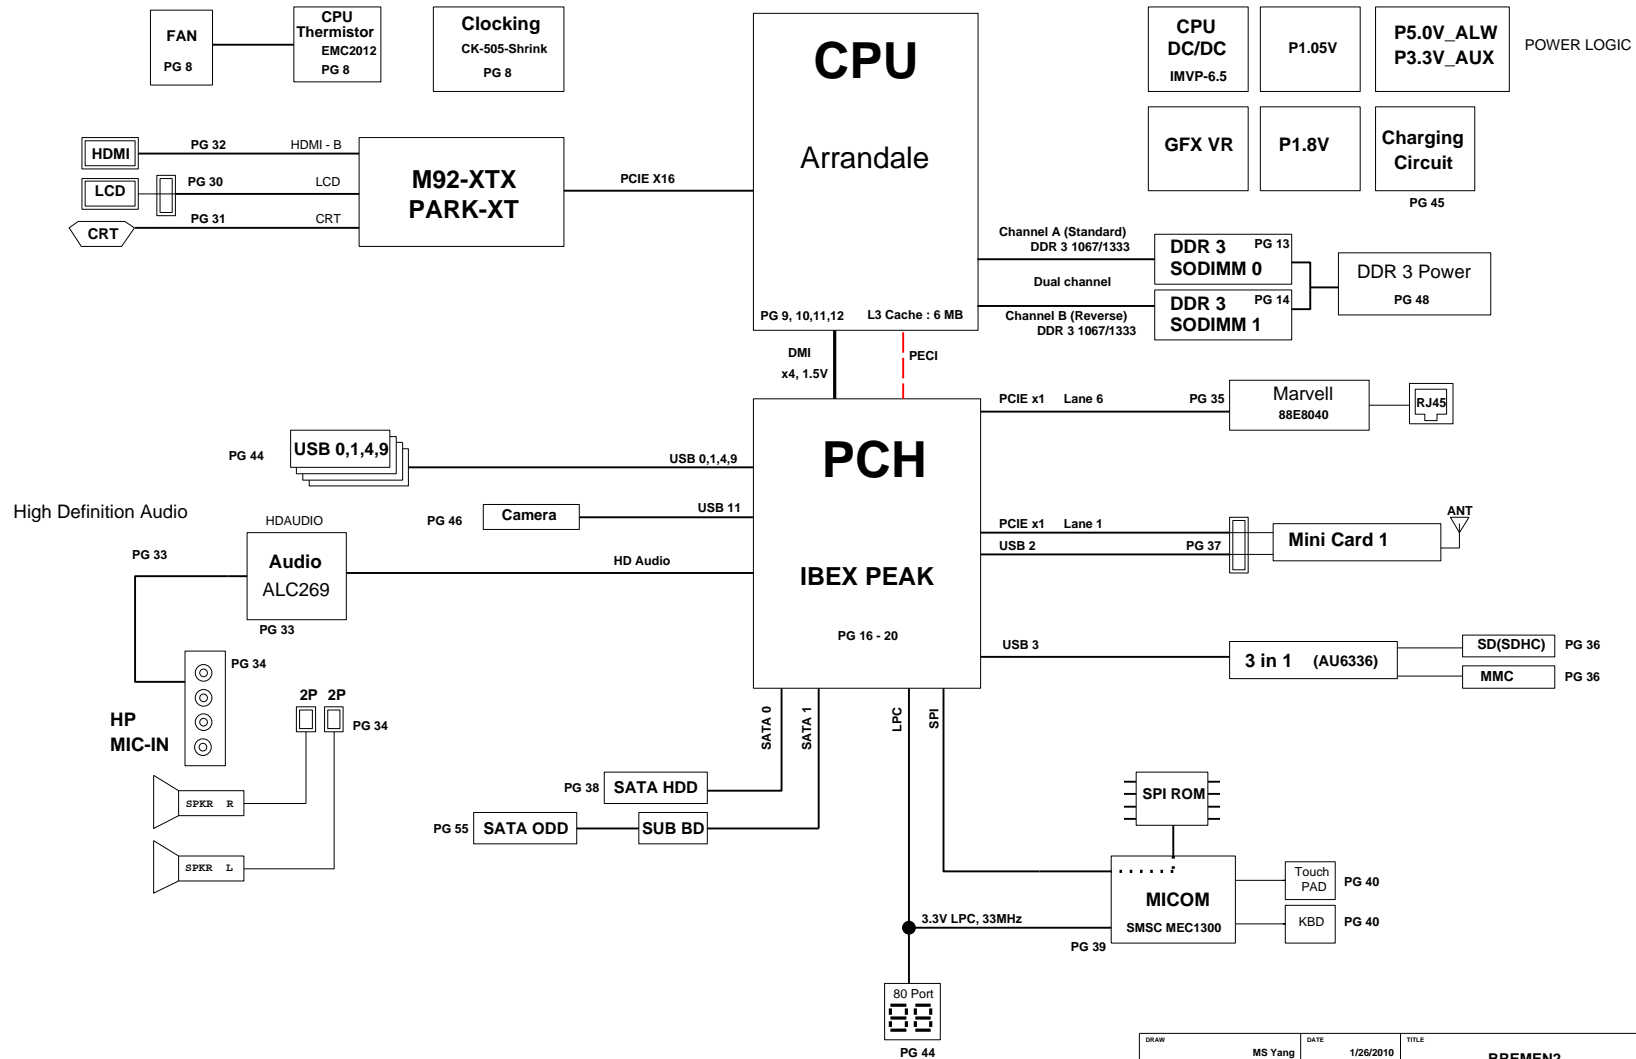 FAN
PG 8
CPU
Thermistor
EMC2012
PG 8
Clocking
CK-505-Shrink
PG 8
CPU
Arrandale
PG 9, 10,11,12
L3 Cache : 6 MB
CPU
DC/DC
IMVP-6.5
P1.05V
P5.0V_ALW
P3.3V_AUX
POWER LOGIC
GFX VR
P1.8V
Charging
Circuit
PG 45
HDMI
PG 32
HDMI - B
LCD
PG 30
LCD
CRT
PG 31
CRT
M92-XTX
PARK-XT
PCIE X16
Channel A (Standard)
DDR 3 1067/1333
Dual channel
Channel B (Reverse)
DDR 3 1067/1333
DDR 3
PG 13
SODIMM 0
DDR 3
PG 14
SODIMM 1
DDR 3 Power
PG 48
DMI
x4, 1.5V
PECI
PCH
IBEX PEAK
PG 16 - 20
PCIE x1
Lane 6
PG 35
Marvell
88E8040
RJ45
PG 44
USB 0,1,4,9
USB 0,1,4,9
PG 46
Camera
USB 11
High Definition Audio
HDAUDIO
PG 33
Audio
ALC269
PG 33
HD Audio
PCIE x1
Lane 1
USB 2
PG 37
Mini Card 1
ANT
USB 3
3 in 1
(AU6336)
SD(SDHC)
PG 36
MMC
PG 36
PG 34
HP
MIC-IN
2P
2P
PG 34
SPKR R
SPKR L
SATA 0
SATA 1
LPC
SPI
PG 38
SATA HDD
PG 55
SATA ODD
SUB BD
SPI ROM
MICOM
SMSC MEC1300
PG 39
3.3V LPC, 33MHz
Touch
PAD
PG 40
KBD
PG 40
80 Port
88
PG 44
DRAW
MS Yang
DATE
1/26/2010
TITLE
BREMEN2